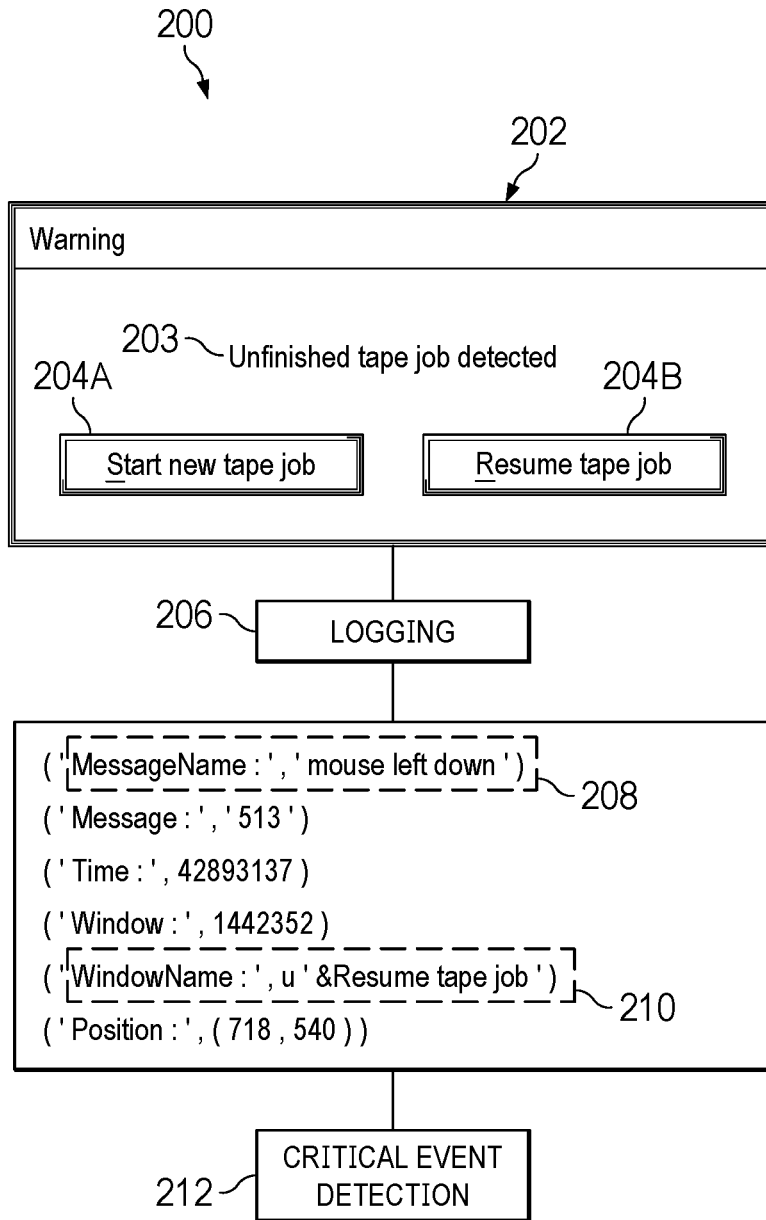 200
202
Warning
203 Unfinished tape job detected
204A 204B
Start new tape job Resume tape job
206 LOGGING
( ' MessageName : ' , ' mouse left down ' )
208
( ' Message : ' , ' 513 ' )
( ' Time : ' , 42893137 )
( ' Window : ' , 1442352 )
( ' WindowName : ' , u ' &Resume tape job ' )
210
( ' Position : ' , ( 718 , 540 ) )
CRITICAL EVENT
212 DETECTION